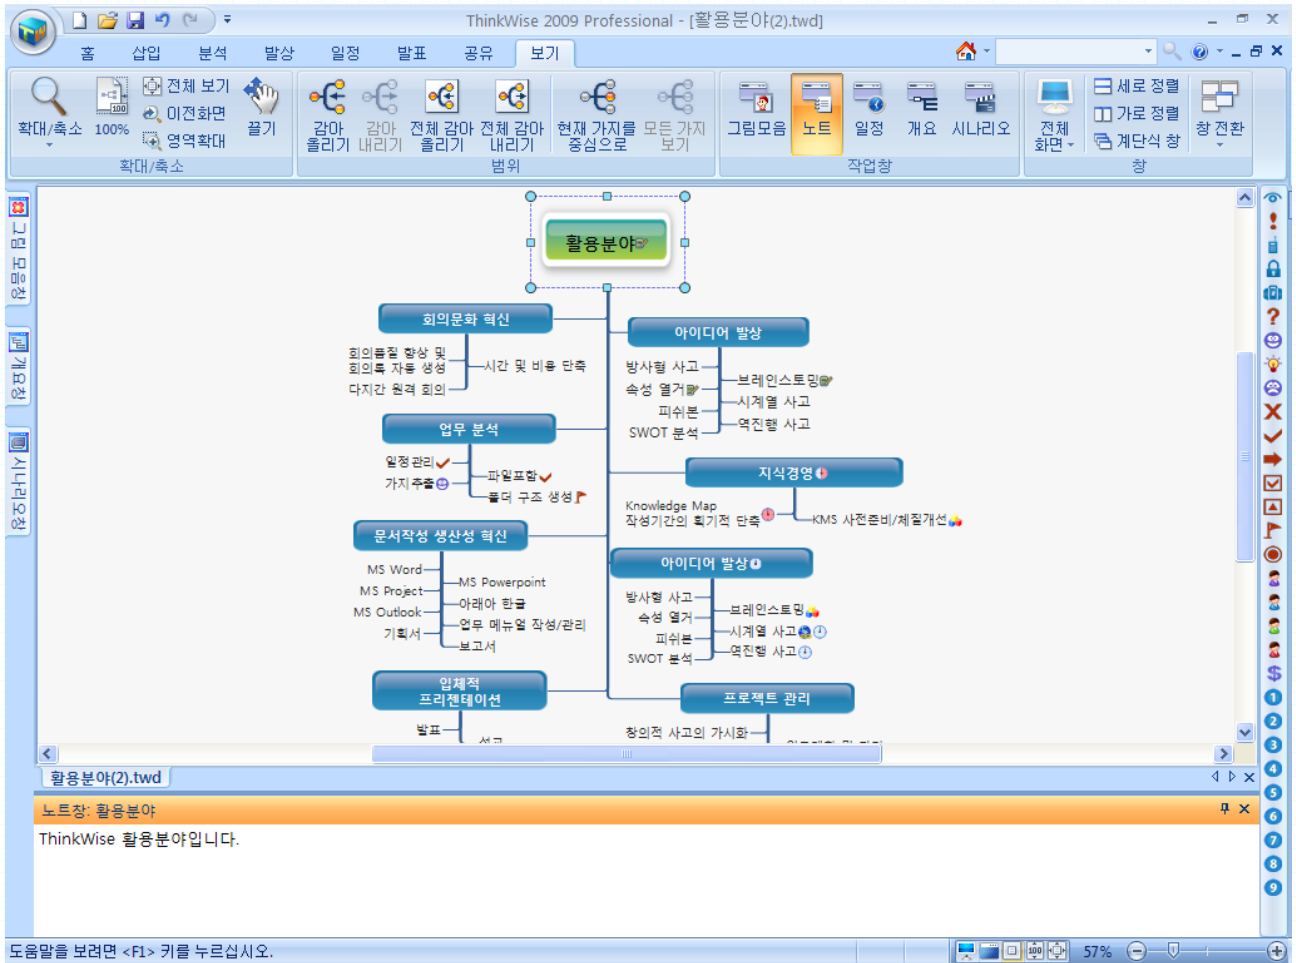 ThinkWise 2009 Professional - [활용분야(2).twd]
홈 삽입 분석 발상 일정 발표 공유 보기
확대/축소
100
100%
전체 보기
이전화면
영역확대
끌기
확대/축소
감아 올리기
감아 내리기
전체 감아 올리기
전체 감아 내리기
현재 가지를 중심으로
모든 가지 보기
범위
그림모음
노트
일정
개요
시나리오
작업창
전체 화면
세로 정렬
가로 정렬
계단식 창
창 전환
창
그림 모음창
개요창
시나리오창
활용분야
회의문화 혁신
회의품질 향상 및
회의록 자동 생성
시간 및 비용 단축
다지간 원격 회의
업무 분석
일정관리
가지추출
파일포함
폴더 구조 생성
문서작성 생산성 혁신
MS Word
MS Project
MS Outlook
기획서
MS Powerpoint
아래아 한글
업무 메뉴얼 작성/관리
보고서
입체적
프리젠테이션
발표
아이디어 발상
방사형 사고
속성 열거
피쉬본
SWOT 분석
브레인스토밍
시계열 사고
역진행 사고
지식경영
Knowledge Map
작성기간의 획기적 단축
KMS 사전준비/체질개선
아이디어 발상
방사형 사고
속성 열거
피쉬본
SWOT 분석
브레인스토밍
시계열 사고
역진행 사고
프로젝트 관리
창의적 사고의 가시화
1
2
3
4
5
6
7
8
9
활용분야(2).twd
노트창: 활용분야
ThinkWise 활용분야입니다.
도움말을 보려면 <F1> 키를 누르십시오.
100
57%